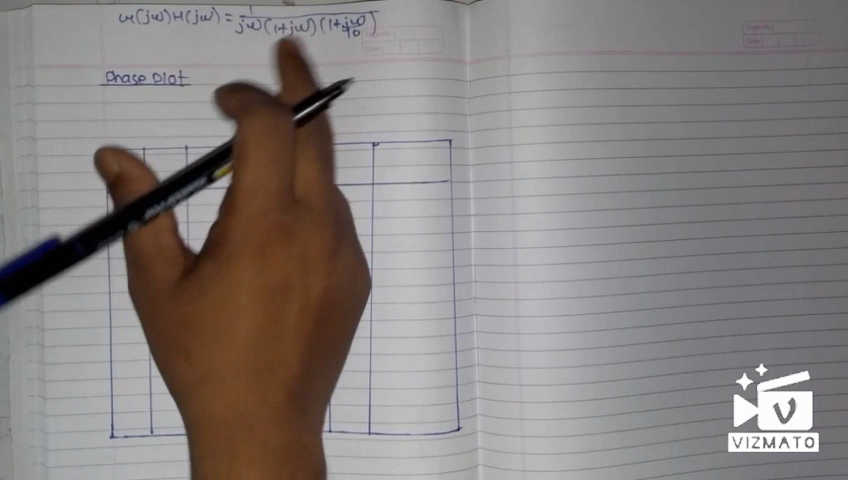 1
G(jω)H(jω) = jω(1+jω)(1+jω/10)
Phase Plot
V
VIZMATO